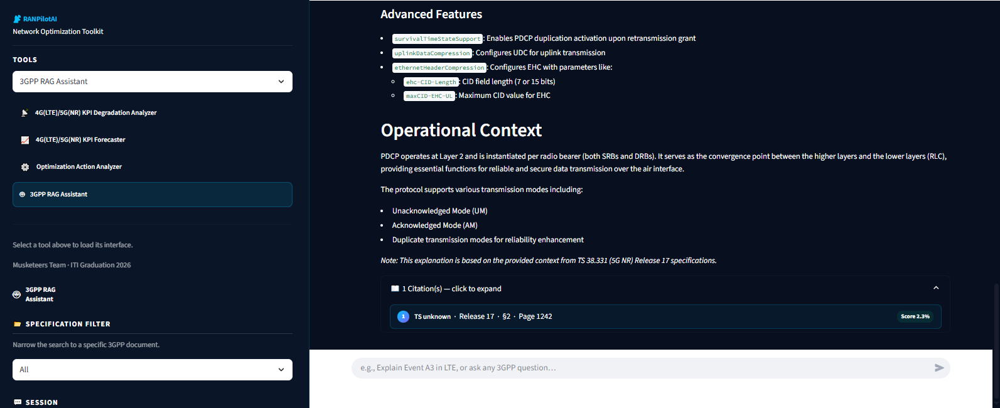 RANPilotAI
Network Optimization Toolkit
TOOLS
3GPP RAG Assistant
4G(LTE)/5G(NR) KPI Degradation Analyzer
4G(LTE)/5G(NR) KPI Forecaster
Optimization Action Analyzer
3GPP RAG Assistant
Select a tool above to load its interface.
Musketeers Team · ITI Graduation 2026
3GPP RAG
Assistant
SPECIFICATION FILTER
Narrow the search to a specific 3GPP document.
All
SESSION
Advanced Features
• survivalTimeStateSupport: Enables PDCP duplication activation upon retransmission grant
• uplinkDataCompression: Configures UDC for uplink transmission
• ethernetHeaderCompression: Configures EHC with parameters like:
◦ ehc-CID-Length: CID field length (7 or 15 bits)
◦ maxCID-EHC-UL: Maximum CID value for EHC
Operational Context
PDCP operates at Layer 2 and is instantiated per radio bearer (both SRBs and DRBs). It serves as the convergence point between the higher layers and the lower layers (RLC),
providing essential functions for reliable and secure data transmission over the air interface.
The protocol supports various transmission modes including:
• Unacknowledged Mode (UM)
• Acknowledged Mode (AM)
• Duplicate transmission modes for reliability enhancement
Note: This explanation is based on the provided context from TS 38.331 (5G NR) Release 17 specifications.
1 Citation(s) — click to expand
1 TS unknown · Release 17 · §2 · Page 1242 Score 2.3%
e.g., Explain Event A3 in LTE, or ask any 3GPP question…